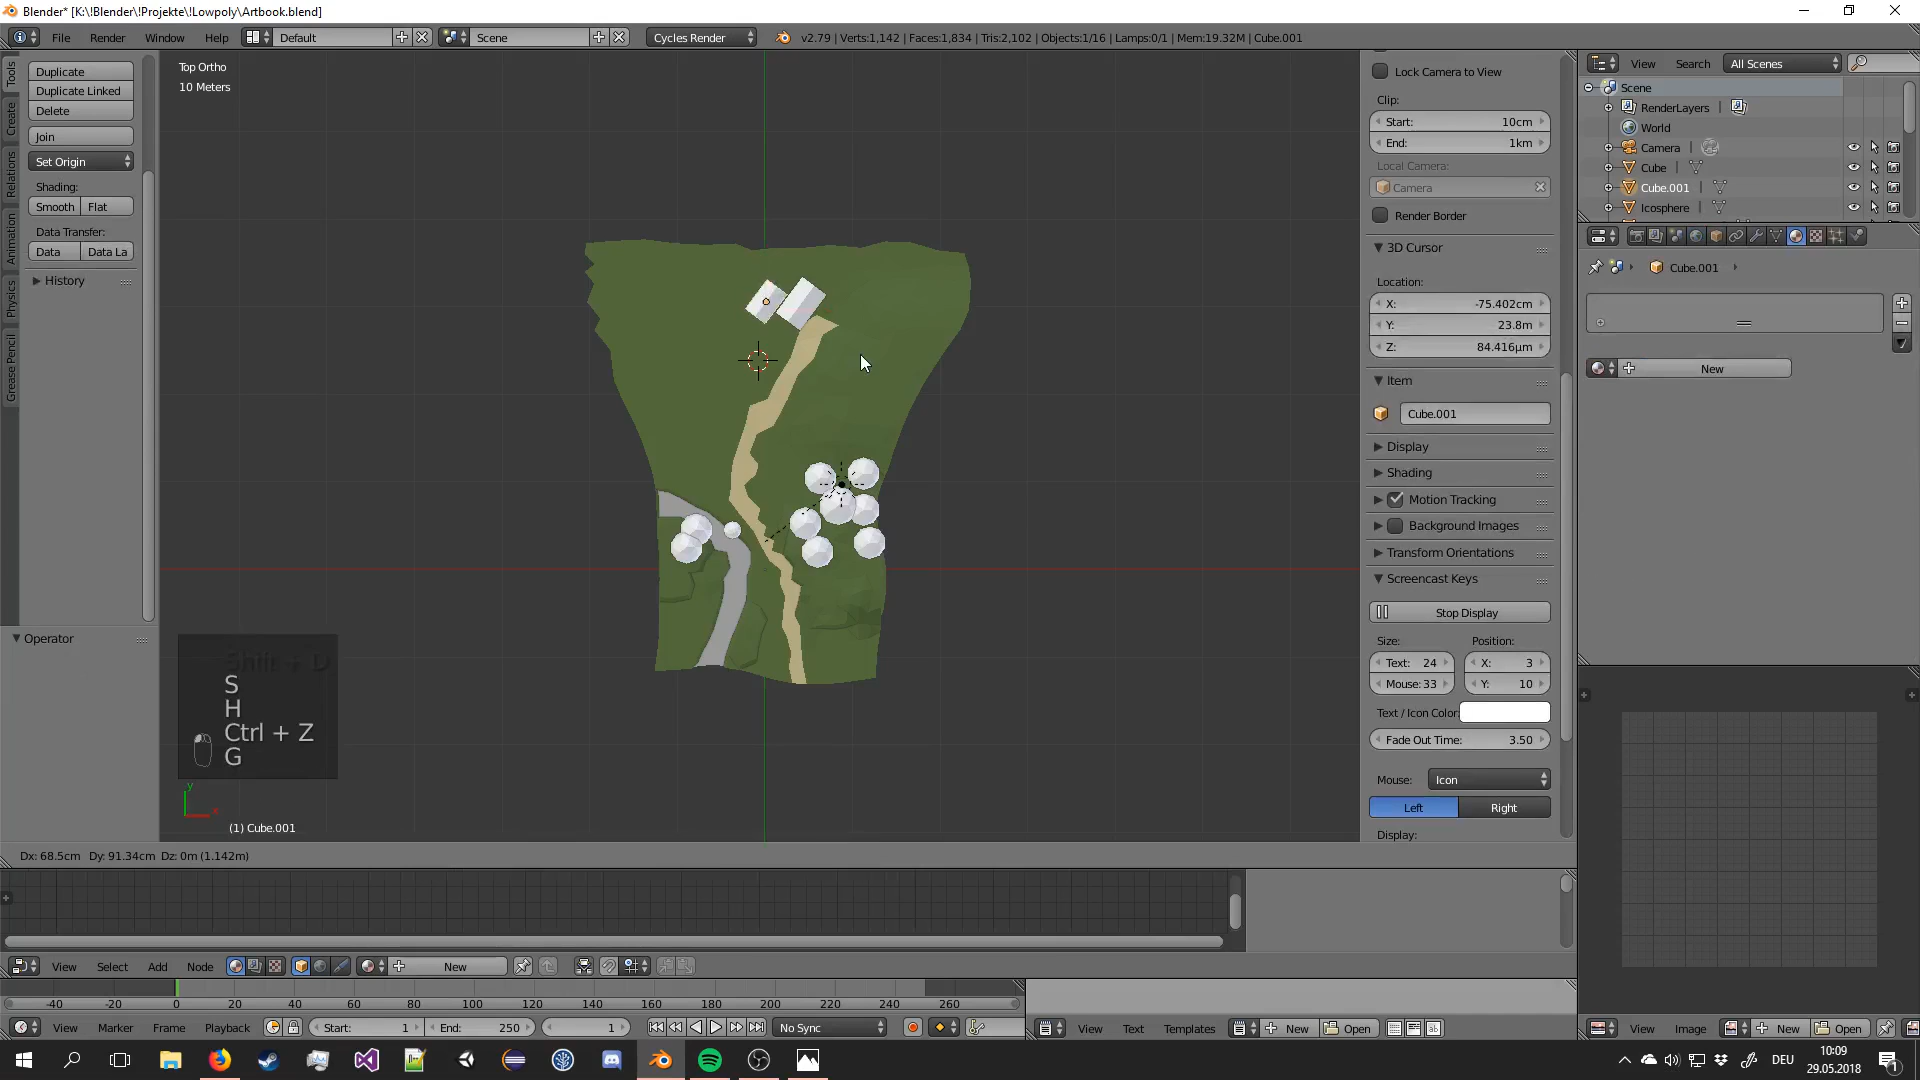 Blender* [K:\!Blender\!Projekte\!Lowpoly\Artbook.blend]
File Render Window Help Default Scene Cycles Render v2.79 | Verts:1,142 | Faces:1,834 | Tris:2,102 | Objects:1/16 | Lamps:0/1 | Mem:19.32M | Cube.001
Tools
Create
Relations
Animation
Physics
Grease Pencil
Duplicate
Duplicate Linked
Delete
Join
Set Origin
Shading:
Smooth Flat
Data Transfer:
Data Data La
History
Operator
Top Ortho
10 Meters
Shift + D
S
H
Ctrl + Z
G
y
x
(1) Cube.001
Dx: 68.5cm Dy: 91.34cm Dz: 0m (1.142m)
Lock Camera to View
Clip:
Start: 10cm
End: 1km
Local Camera:
Camera
Render Border
3D Cursor
Location:
X: -75.402cm
Y: 23.8m
Z: 84.416µm
Item
Cube.001
Display
Shading
Motion Tracking
Background Images
Transform Orientations
Screencast Keys
Stop Display
Size: Position:
Text: 24 X: 3
Mouse: 33 Y: 10
Text / Icon Color:
Fade Out Time: 3.50
Mouse: Icon
Left Right
Display:
View Search All Scenes
Scene
RenderLayers
World
Camera
Cube
Cube.001
Icosphere
Cube.001
New
View Select Add Node New
-40 -20 0 20 40 60 80 100 120 140 160 180 200 220 240 260
View Marker Frame Playback Start: 1 End: 250 1 No Sync
View Text Templates New Open
View Image New Open
DEU
10:09
29.05.2018
1